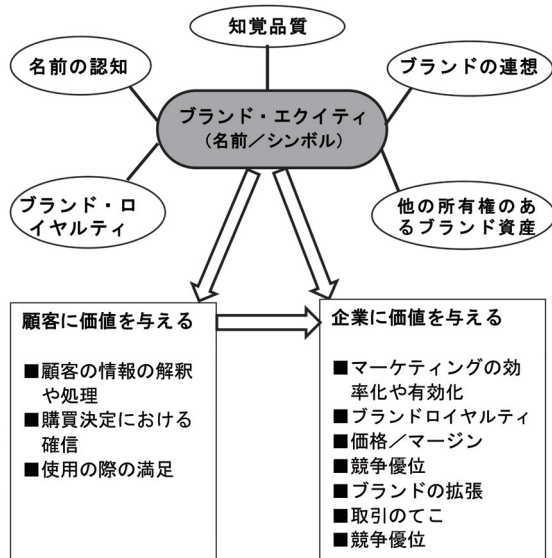 知覚品質
名前の認知
ブランドの連想
ブランド・エクイティ
（名前／シンボル）
ブランド・ロ
イヤルティ
他の所有権のあ
るブランド資産
顧客に価値を与える
■顧客の情報の解釈
や処理
■購買決定における
確信
■使用の際の満足
企業に価値を与える
■マーケティングの効
率化や有効化
■ブランドロイヤルティ
■価格／マージン
■競争優位
■ブランドの拡張
■取引のてこ
■競争優位